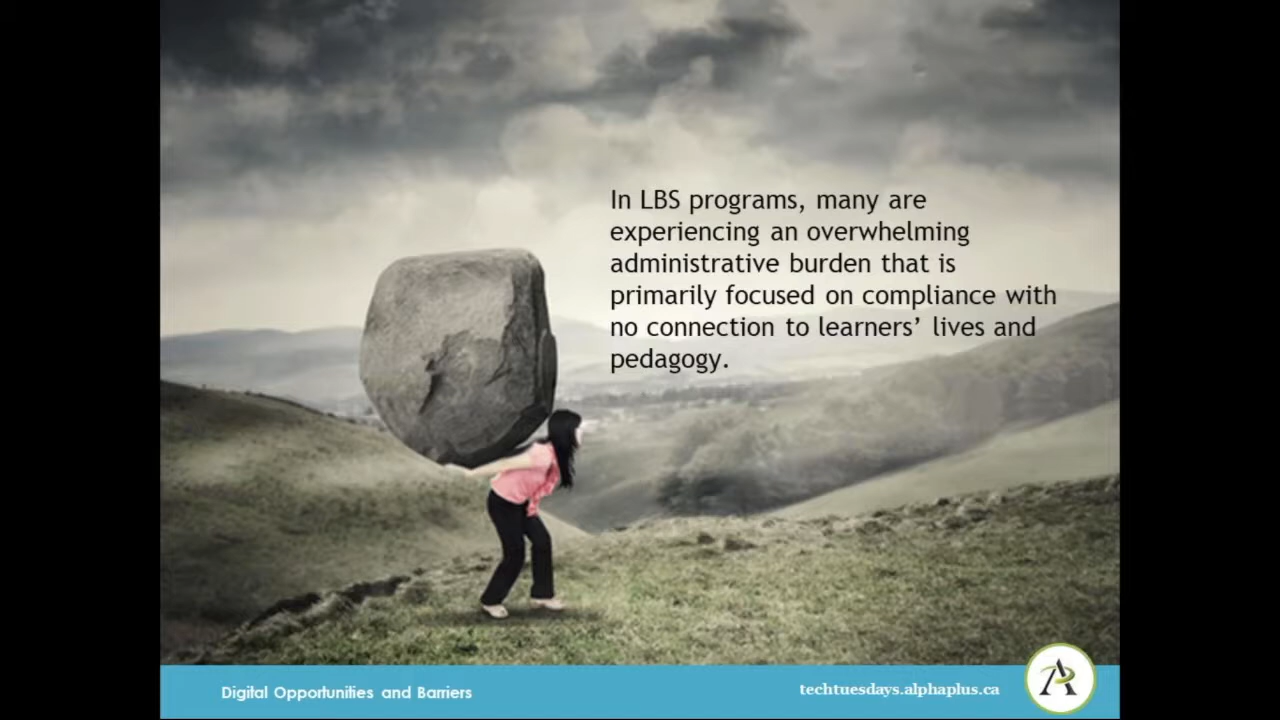 In LBS programs, many are
experiencing an overwhelming
administrative burden that is
primarily focused on compliance with
no connection to learners’ lives and
pedagogy.
Digital Opportunities and Barriers
techtuesdays.alphaplus.ca